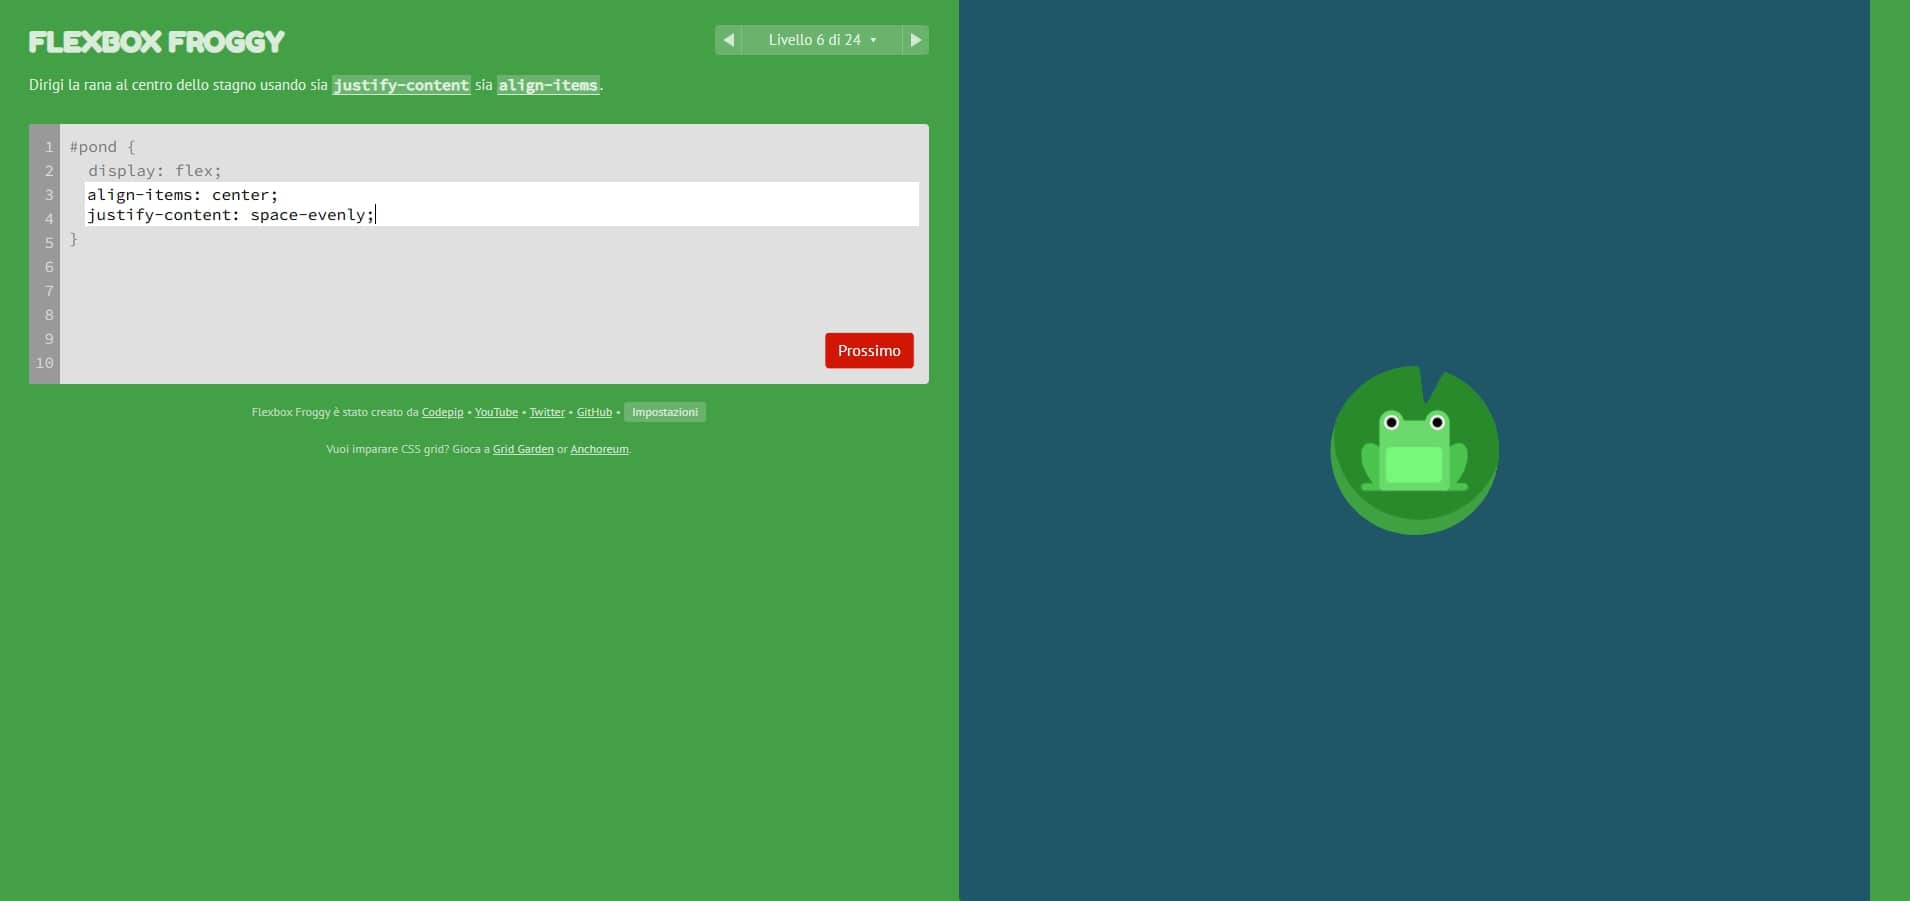 FLEXBOX FROGGY
Livello 6 di 24
Dirigi la rana al centro dello stagno usando sia justify-content sia align-items.
1 #pond {
2 display: flex;
3 align-items: center;
4 justify-content: space-evenly;
5 }
6
7
8
9
10
Prossimo
Flexbox Froggy è stato creato da Codepip • YouTube • Twitter • GitHub • Impostazioni
Vuoi imparare CSS grid? Gioca a Grid Garden or Anchoreum.